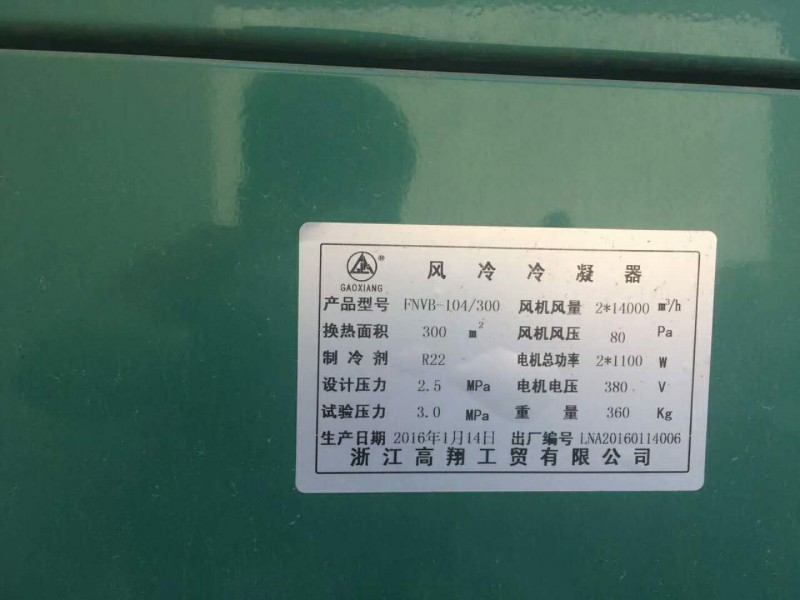 风冷冷凝器
GAOXIANG
产品型号 FNVB-104/300 风机风量 2*14000 m³/h
换热面积 300 m² 风机风压 80 Pa
制冷剂 R22 电机总功率 2*1100 W
设计压力 2.5 MPa 电机电压 380 V
试验压力 3.0 MPa 重量 360 Kg
生产日期 2016年1月14日 出厂编号 LNA20160114006
浙江高翔工贸有限公司